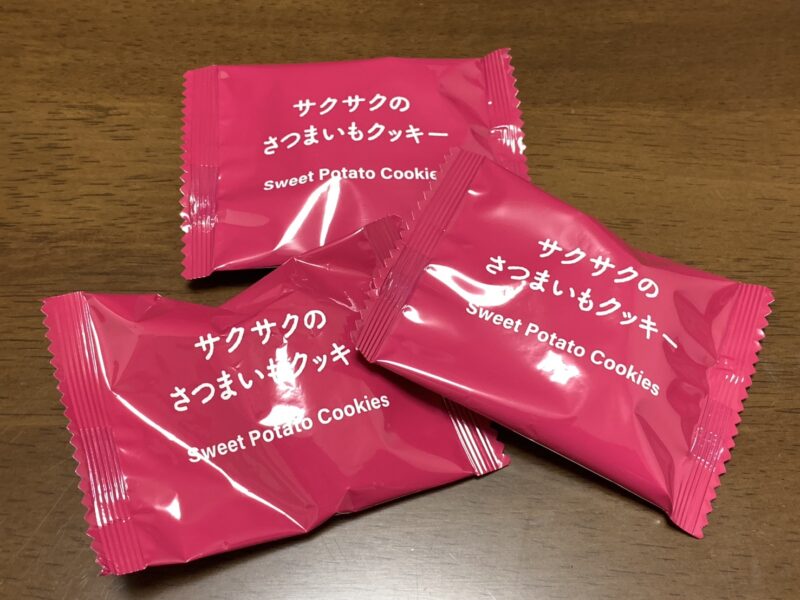 サクサクの
さつまいもクッキー
Sweet Potato Cookie
サクサクの
さつまいもクッキー
Sweet Potato Cookies
サクサクの
さつまいもクッキ
Sweet Potato Cookies